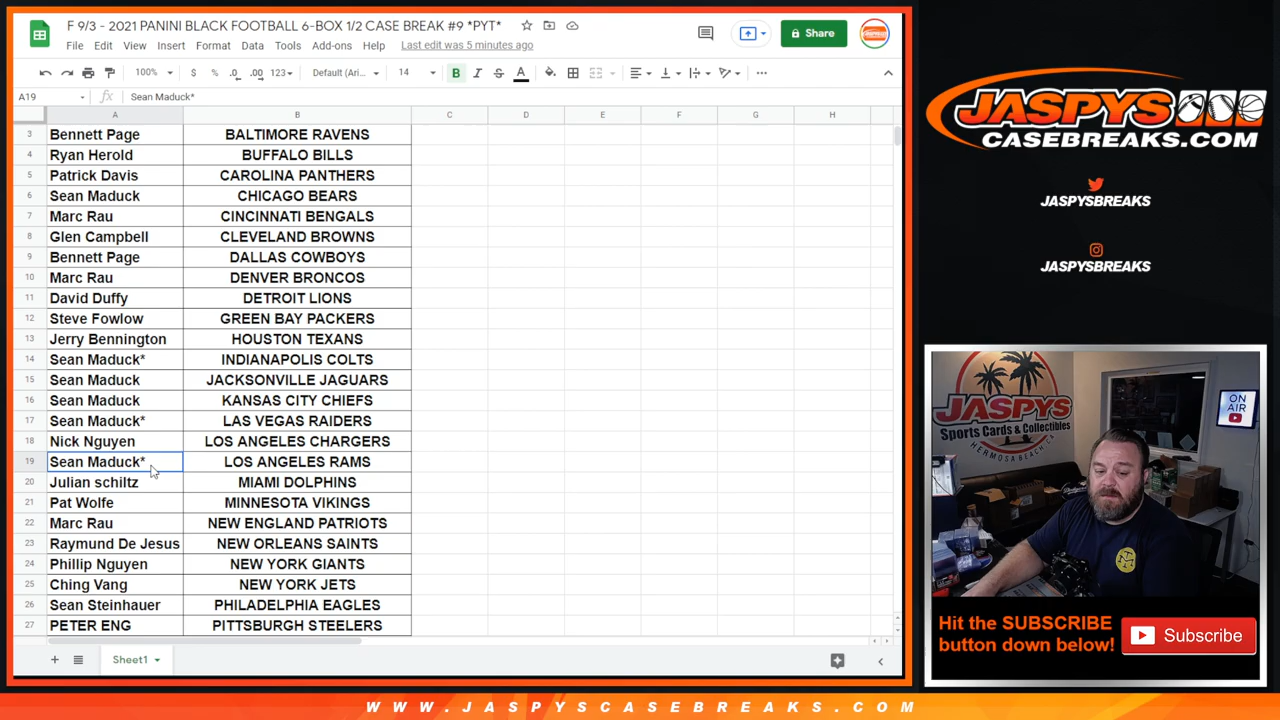 F 9/3 - 2021 PANINI BLACK FOOTBALL 6-BOX 1/2 CASE BREAK #9 *PYT*
File Edit View Insert Format Data Tools Add-ons Help Last edit was 5 minutes ago
Share
100% $ % .0 .00 123 Default (Ari... 14 B I S A
A19 fx Sean Maduck*
A B C D E F G H
3 Bennett Page BALTIMORE RAVENS
4 Ryan Herold BUFFALO BILLS
5 Patrick Davis CAROLINA PANTHERS
6 Sean Maduck CHICAGO BEARS
7 Marc Rau CINCINNATI BENGALS
8 Glen Campbell CLEVELAND BROWNS
9 Bennett Page DALLAS COWBOYS
10 Marc Rau DENVER BRONCOS
11 David Duffy DETROIT LIONS
12 Steve Fowlow GREEN BAY PACKERS
13 Jerry Bennington HOUSTON TEXANS
14 Sean Maduck* INDIANAPOLIS COLTS
15 Sean Maduck JACKSONVILLE JAGUARS
16 Sean Maduck KANSAS CITY CHIEFS
17 Sean Maduck* LAS VEGAS RAIDERS
18 Nick Nguyen LOS ANGELES CHARGERS
19 Sean Maduck* LOS ANGELES RAMS
20 Julian schiltz MIAMI DOLPHINS
21 Pat Wolfe MINNESOTA VIKINGS
22 Marc Rau NEW ENGLAND PATRIOTS
23 Raymund De Jesus NEW ORLEANS SAINTS
24 Phillip Nguyen NEW YORK GIANTS
25 Ching Vang NEW YORK JETS
26 Sean Steinhauer PHILADELPHIA EAGLES
27 PETER ENG PITTSBURGH STEELERS
Sheet1
JASPYS
CASEBREAKS.COM
JASPYSBREAKS
JASPYSBREAKS
JASPYS
Sports Cards & Collectibles
HERMOSA BEACH CA.
ON
AIR
Hit the SUBSCRIBE
button down below!
Subscribe
WWW.JASPYSCASEBREAKS.COM